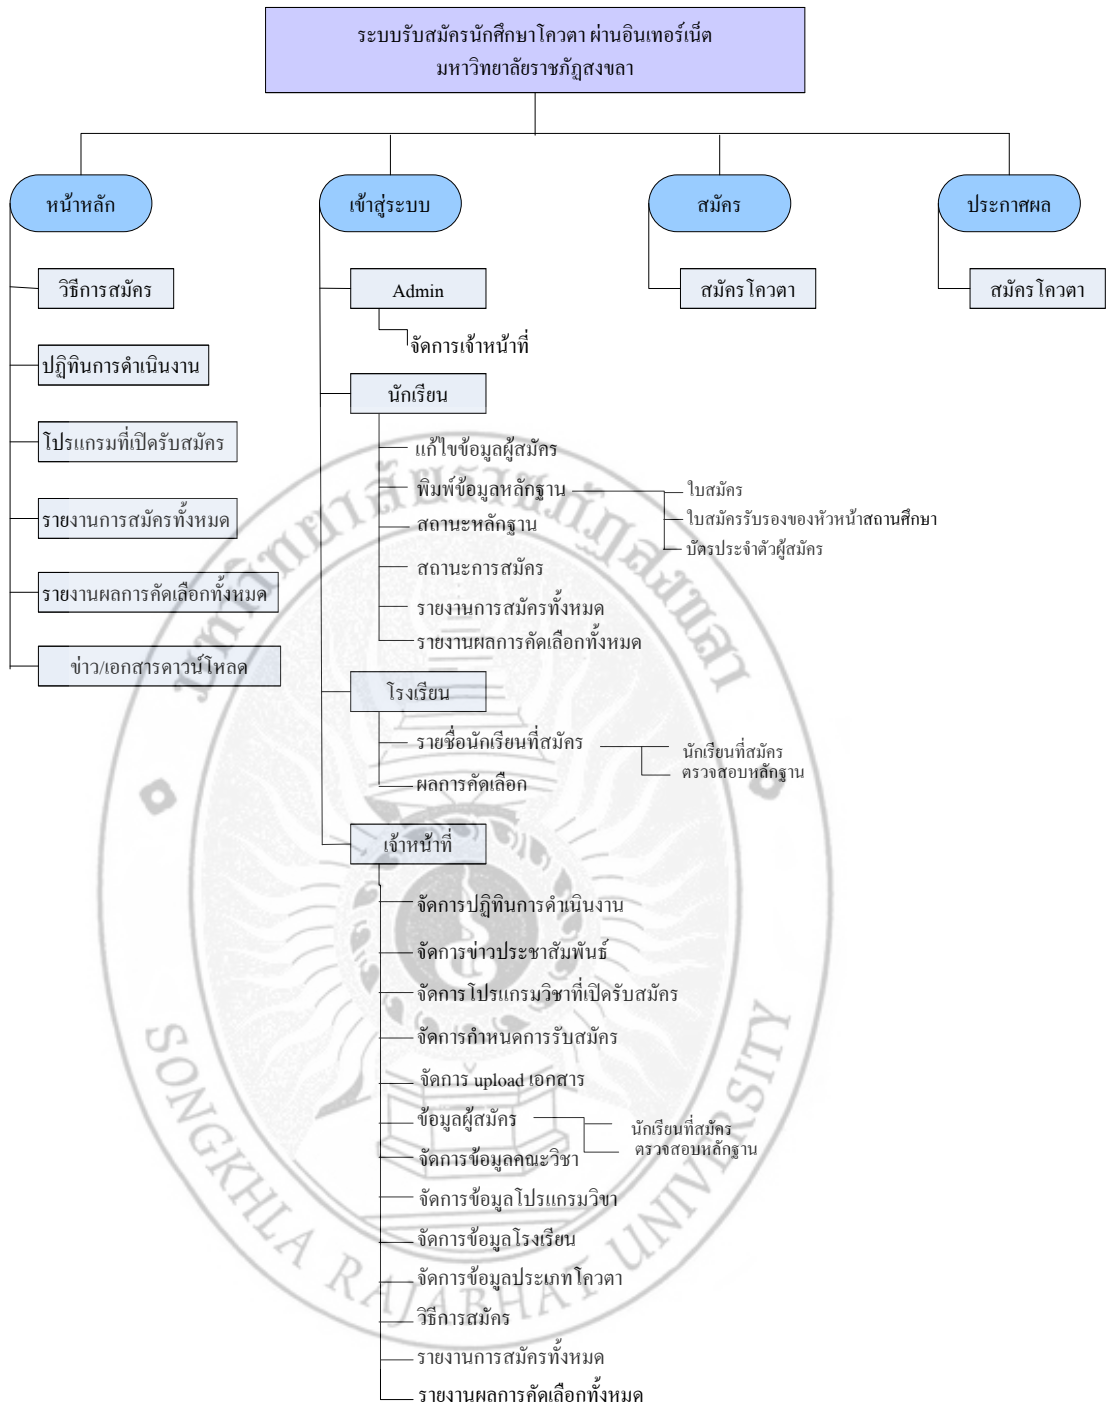 ระบบรับสมัครนักศึกษาโควตา ผ่านอินเทอร์เน็ต
มหาวิทยาลัยราชภัฏสงขลา
หน้าหลัก
เข้าสู่ระบบ
สมัคร
ประกาศผล
วิธีการสมัคร
ปฏิทินการดำเนินงาน
โปรแกรมที่เปิดรับสมัคร
รายงานการสมัครทั้งหมด
รายงานผลการคัดเลือกทั้งหมด
ข่าว/เอกสารดาวน์โหลด
Admin
จัดการเจ้าหน้าที่
นักเรียน
แก้ไขข้อมูลผู้สมัคร
พิมพ์ข้อมูลหลักฐาน
ใบสมัคร
ใบสมัครรับรองของหัวหน้าสถานศึกษา
บัตรประจำตัวผู้สมัคร
สถานะหลักฐาน
สถานะการสมัคร
รายงานการสมัครทั้งหมด
รายงานผลการคัดเลือกทั้งหมด
โรงเรียน
รายชื่อนักเรียนที่สมัคร
นักเรียนที่สมัคร
ตรวจสอบหลักฐาน
ผลการคัดเลือก
เจ้าหน้าที่
จัดการปฏิทินการดำเนินงาน
จัดการข่าวประชาสัมพันธ์
จัดการโปรแกรมวิชาที่เปิดรับสมัคร
จัดการกำหนดการรับสมัคร
จัดการ upload เอกสาร
ข้อมูลผู้สมัคร
นักเรียนที่สมัคร
ตรวจสอบหลักฐาน
จัดการข้อมูลคณะวิชา
จัดการข้อมูลโปรแกรมวิขา
จัดการข้อมูลโรงเรียน
จัดการข้อมูลประเภทโควตา
วิธีการสมัคร
รายงานการสมัครทั้งหมด
รายงานผลการคัดเลือกทั้งหมด
สมัครโควตา
สมัครโควตา
มหาวิทยาลัยราชภัฏสงขลา
SONGKHLA RAJABHAT UNIVERSITY